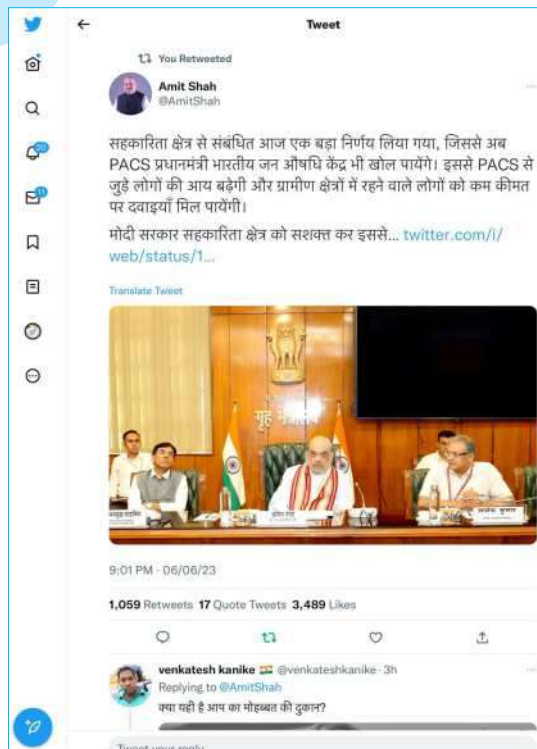 Tweet
You Retweeted
Amit Shah
@AmitShah
सहकारिता क्षेत्र से संबंधित आज एक बड़ा निर्णय लिया गया, जिससे अब
PACS प्रधानमंत्री भारतीय जन औषधि केंद्र भी खोल पायेंगे। इससे PACS से
जुड़े लोगों की आय बढ़ेगी और ग्रामीण क्षेत्रों में रहने वाले लोगों को कम कीमत
पर दवाइयाँ मिल पायेंगी।
मोदी सरकार सहकारिता क्षेत्र को सशक्त कर इससे... twitter.com/i/
web/status/1...
Translate Tweet
गृह
9:01 PM · 06/06/23
1,059 Retweets 17 Quote Tweets 3,489 Likes
venkatesh kanike @venkateshkanike · 3h
Replying to @AmitShah
क्या यही है आप का मोहब्बत की दुकान?
Tweet your reply